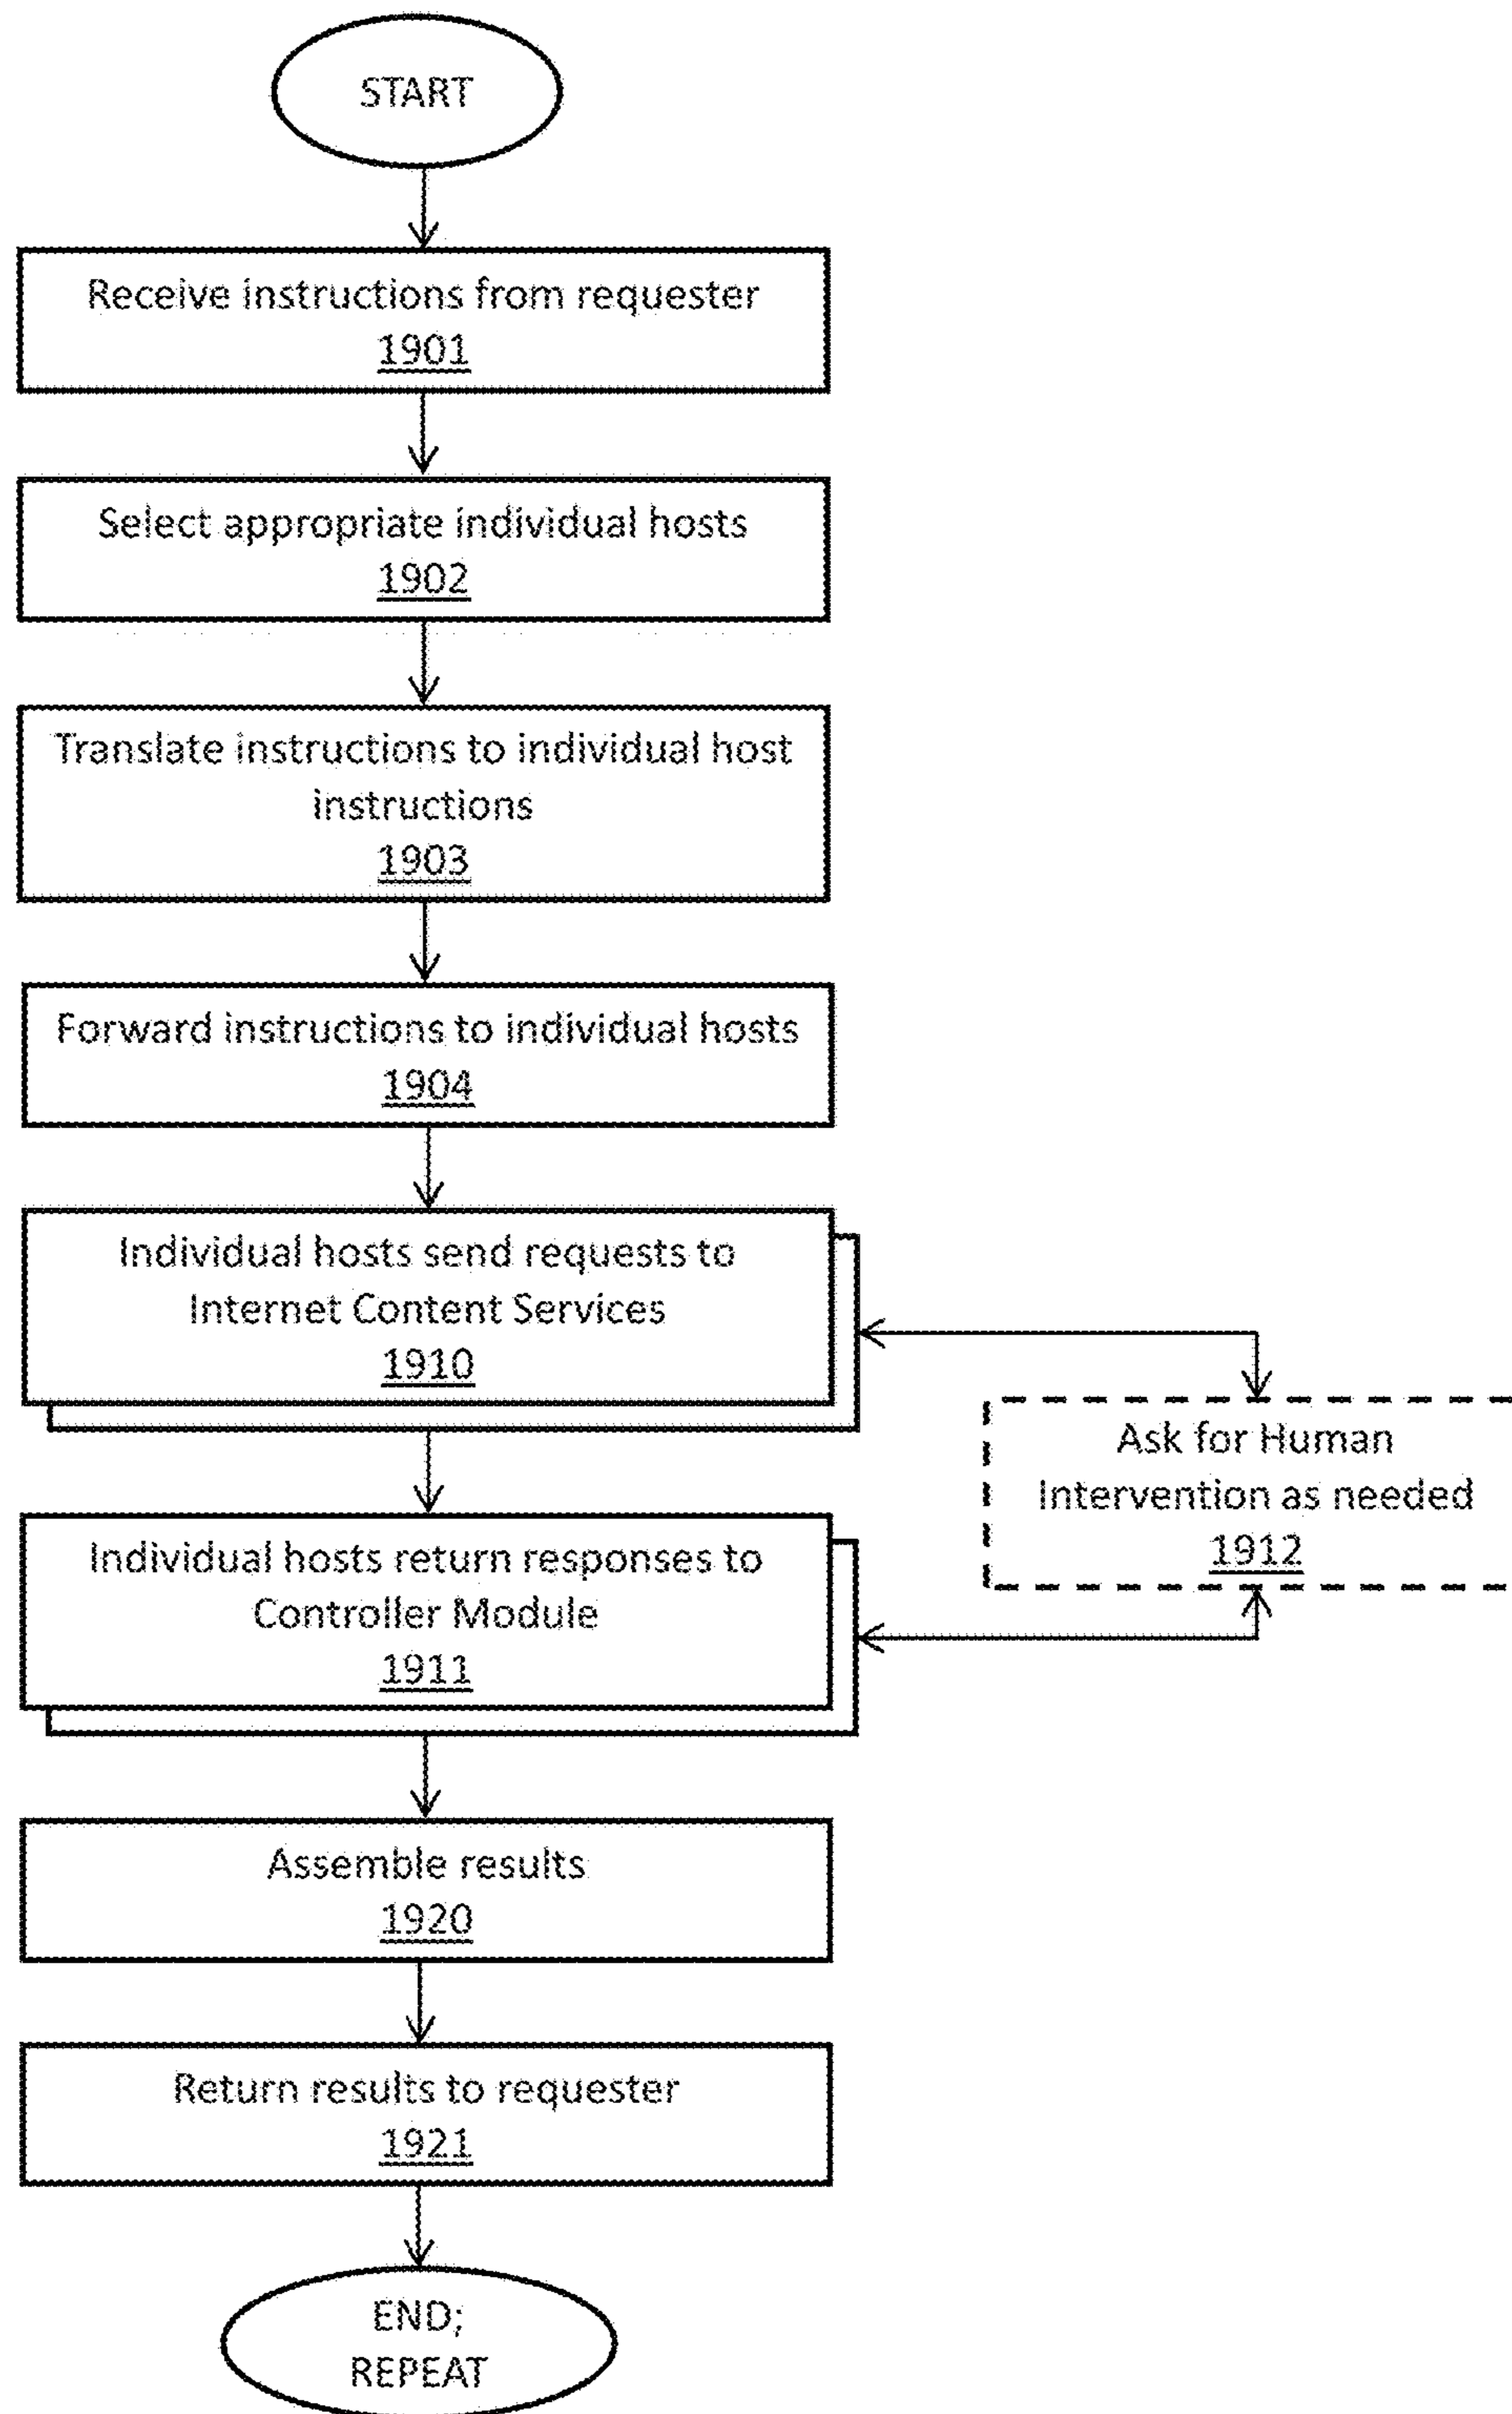 START
Receive instructions from requester
1901
Select appropriate individual hosts
1902
Translate instructions to individual host
instructions
1903
Forward instructions to individual hosts
1904
Individual hosts send requests to
Internet Content Services
1910
Ask for Human
Intervention as needed
1912
Individual hosts return responses to
Controller Module
1911
Assemble results
1920
Return results to requester
1921
END;
REPEAT